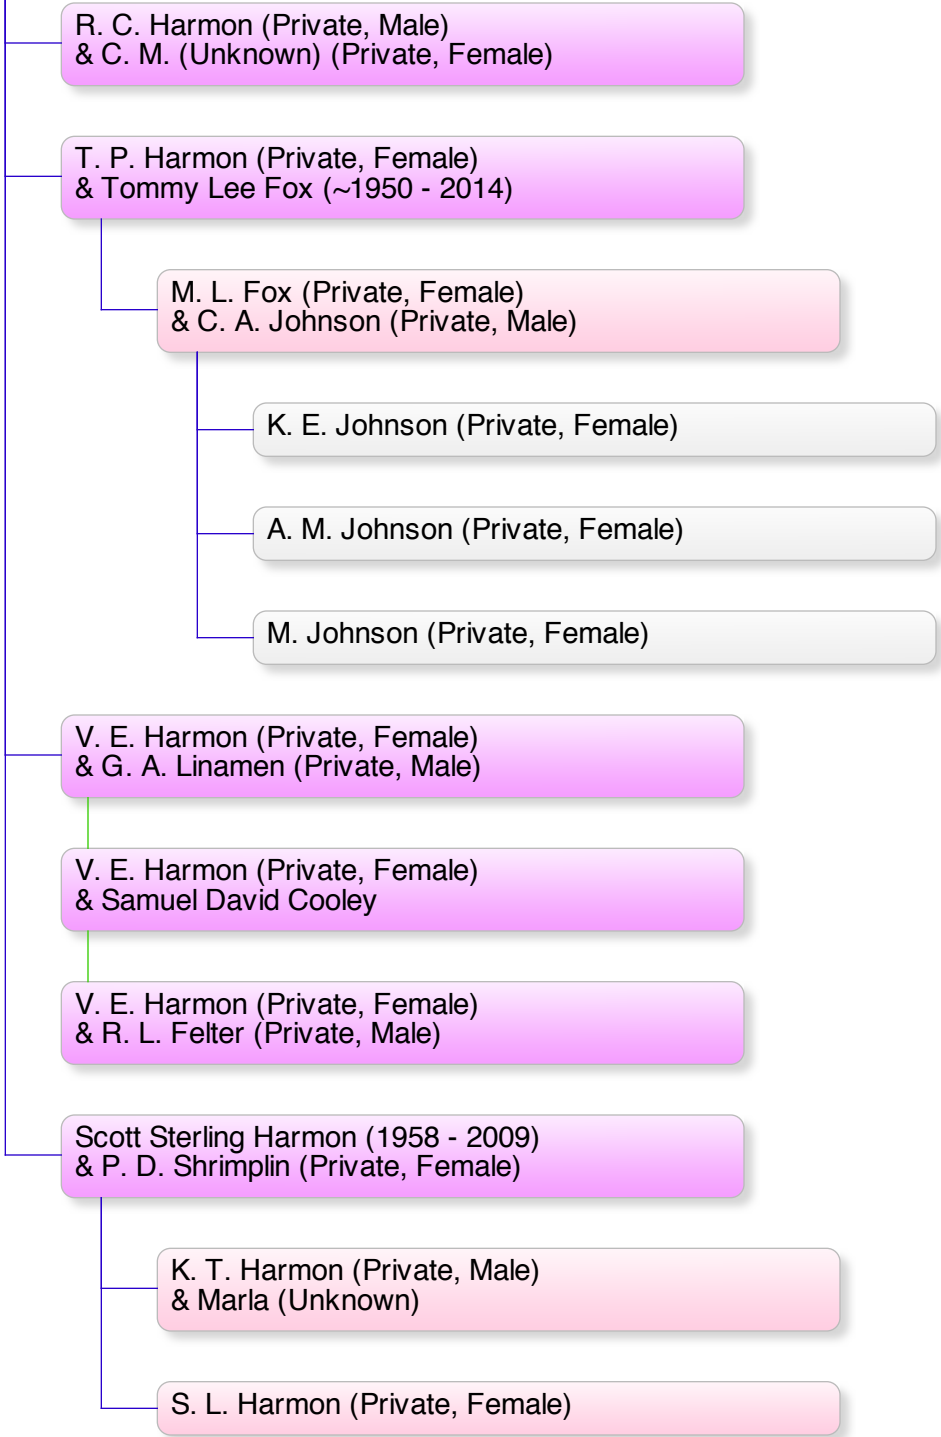 R. C. Harmon (Private, Male)
& C. M. (Unknown) (Private, Female)
T. P. Harmon (Private, Female)
& Tommy Lee Fox (~1950 - 2014)
M. L. Fox (Private, Female)
& C. A. Johnson (Private, Male)
K. E. Johnson (Private, Female)
A. M. Johnson (Private, Female)
M. Johnson (Private, Female)
V. E. Harmon (Private, Female)
& G. A. Linamen (Private, Male)
V. E. Harmon (Private, Female)
& Samuel David Cooley
V. E. Harmon (Private, Female)
& R. L. Felter (Private, Male)
Scott Sterling Harmon (1958 - 2009)
& P. D. Shrimplin (Private, Female)
K. T. Harmon (Private, Male)
& Marla (Unknown)
S. L. Harmon (Private, Female)